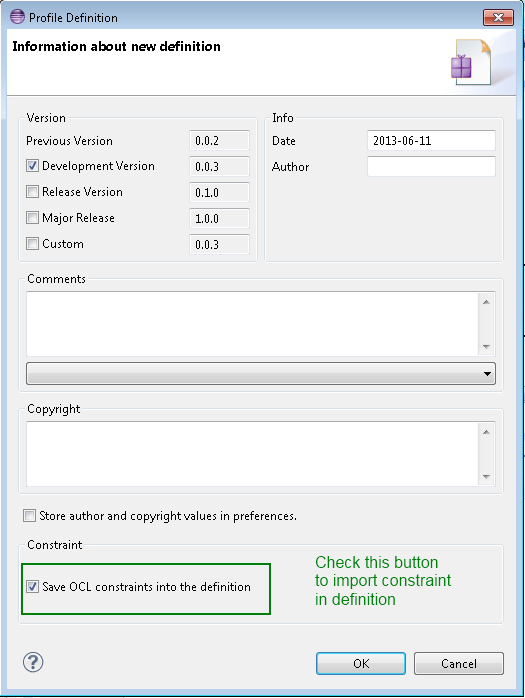 Profile Definition
Information about new definition
Version
Previous Version 0.0.2
Development Version 0.0.3
Release Version 0.1.0
Major Release 1.0.0
Custom 0.0.3
Info
Date 2013-06-11
Author
Comments
Copyright
Store author and copyright values in preferences.
Constraint
Save OCL constraints into the definition
Check this button
to import constraint
in definition
?
OK Cancel